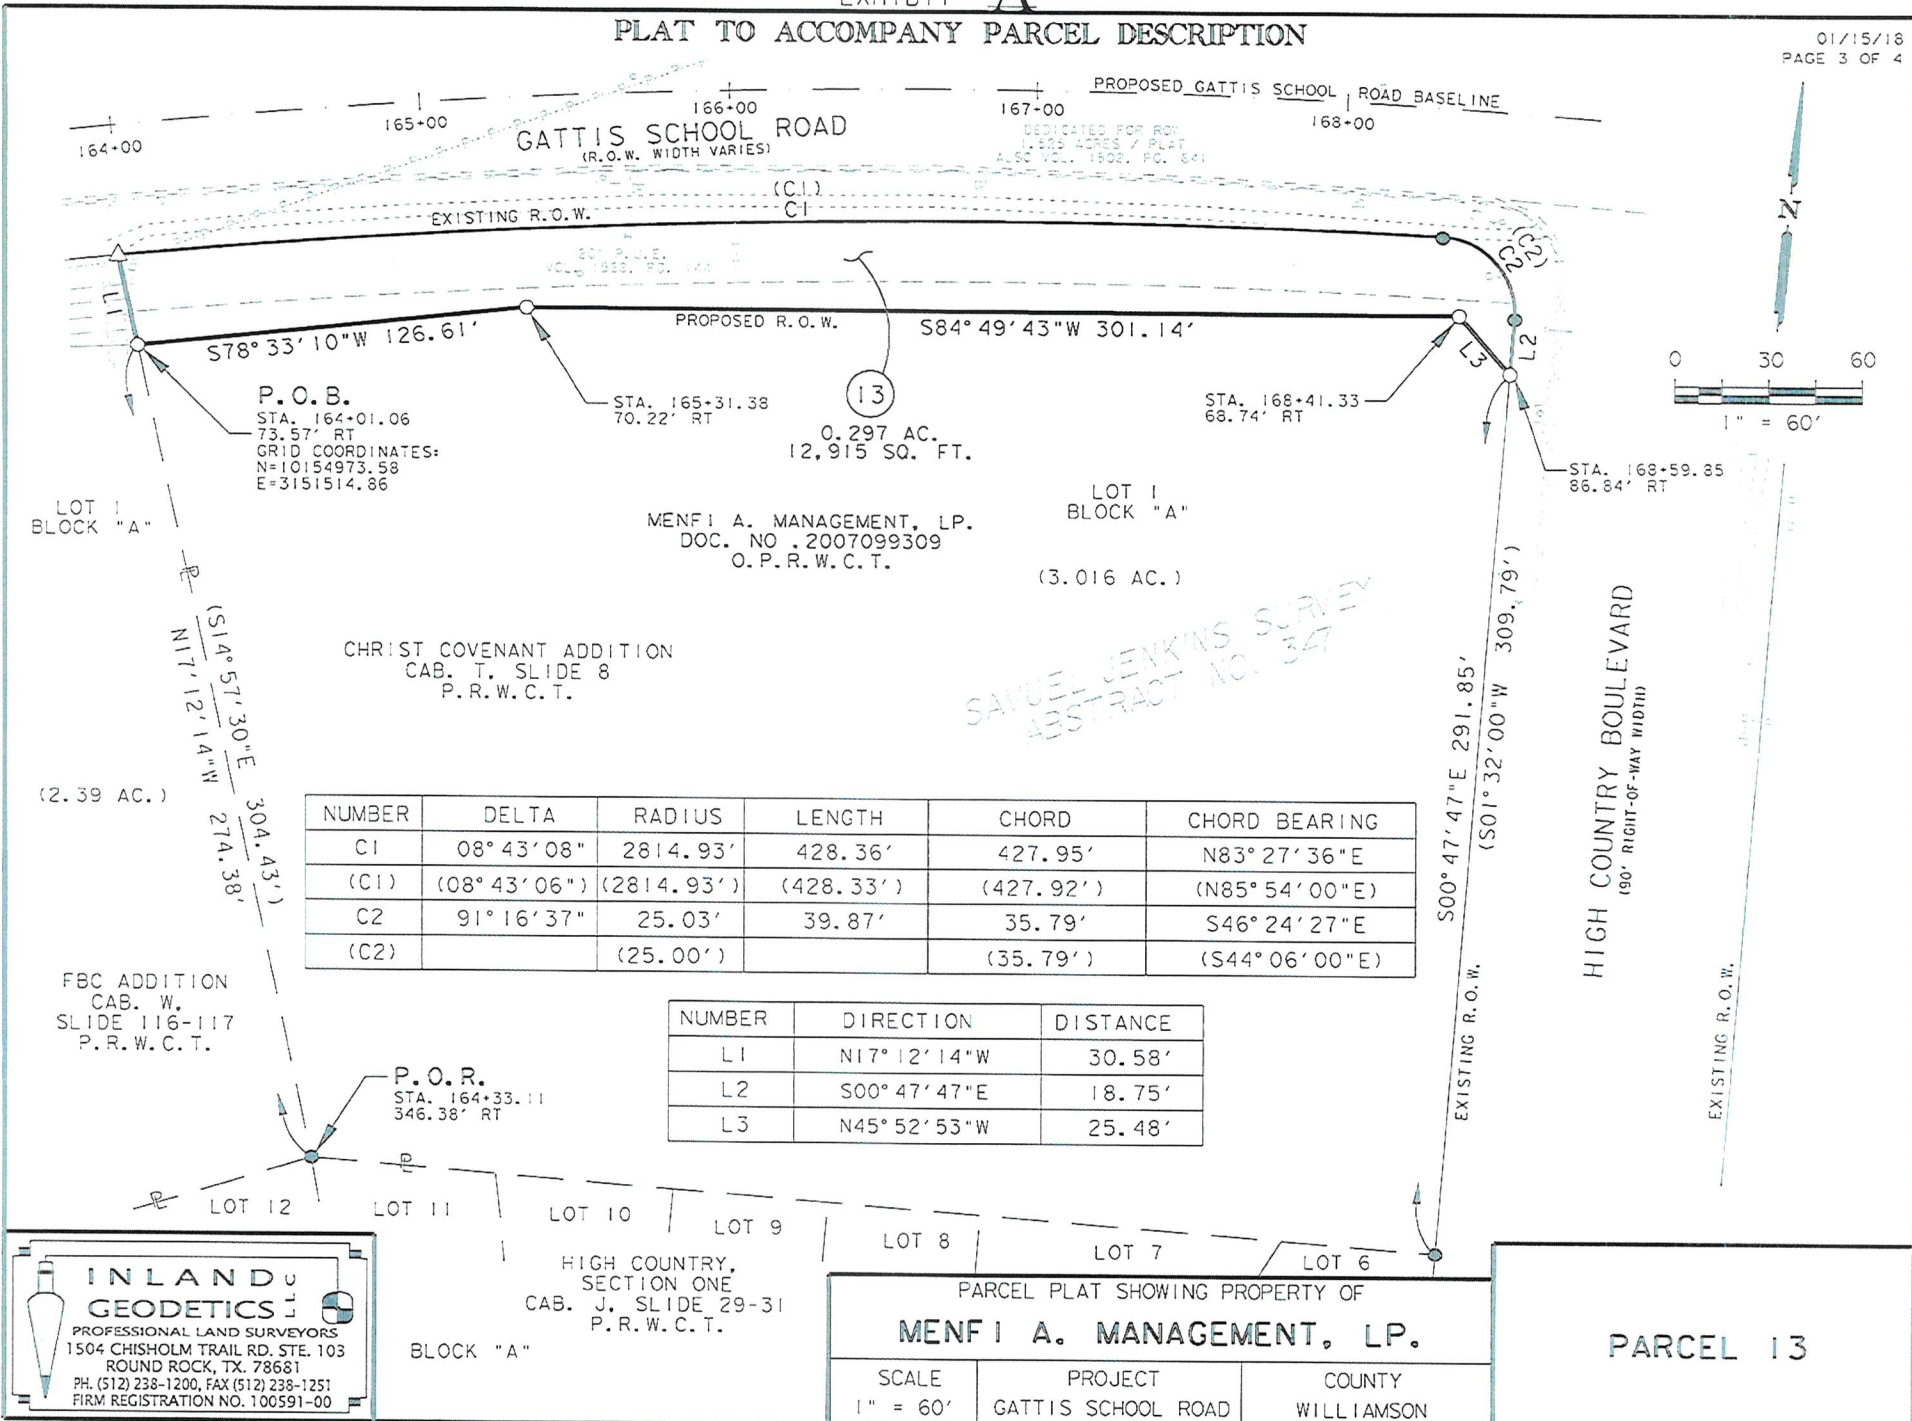 EXHIBIT A
PLAT TO ACCOMPANY PARCEL DESCRIPTION
01/15/18
PAGE 3 OF 4
PROPOSED GATTIS SCHOOL ROAD BASELINE
164+00
165+00
166+00
167+00
168+00
GATTIS SCHOOL ROAD
(R.O.W. WIDTH VARIES)
DEDICATED FOR ROW
1.525 ACRES / PLAT
ALSO VOL. 1502, PG. 841
(C1)
EXISTING R.O.W.
C1
(C2)
C2
N
20' P.U.E.
L1
S78°33'10"W 126.61'
PROPOSED R.O.W.
S84°49'43"W 301.14'
L3
L2
0 30 60
1" = 60'
P.O.B.
STA. 164+01.06
73.57' RT
GRID COORDINATES:
N=10154973.58
E=3151514.86
STA. 165+31.38
70.22' RT
13
0.297 AC.
12,915 SQ. FT.
STA. 168+41.33
68.74' RT
STA. 168+59.85
86.84' RT
LOT 1
BLOCK "A"
MENFI A. MANAGEMENT, LP.
DOC. NO .2007099309
O.P.R.W.C.T.
LOT 1
BLOCK "A"
(3.016 AC.)
P
L
(S14°57'30"E 304.43')
N17°12'14"W 274.38'
CHRIST COVENANT ADDITION
CAB. T, SLIDE 8
P.R.W.C.T.
SAMUEL JENKINS SURVEY
ABSTRACT NO. 347
S00°47'47"E 291.85'
(S01°32'00"W 309.79')
HIGH COUNTRY BOULEVARD
(90' RIGHT-OF-WAY WIDTH)
EXISTING R.O.W.
EXISTING R.O.W.
(2.39 AC.)
NUMBER DELTA RADIUS LENGTH CHORD CHORD BEARING
C1 08°43'08" 2814.93' 428.36' 427.95' N83°27'36"E
(C1) (08°43'06") (2814.93') (428.33') (427.92') (N85°54'00"E)
C2 91°16'37" 25.03' 39.87' 35.79' S46°24'27"E
(C2) (25.00') (35.79') (S44°06'00"E)
FBC ADDITION
CAB. W,
SLIDE 116-117
P.R.W.C.T.
NUMBER DIRECTION DISTANCE
L1 N17°12'14"W 30.58'
L2 S00°47'47"E 18.75'
L3 N45°52'53"W 25.48'
P.O.R.
STA. 164+33.11
346.38' RT
LOT 12
LOT 11
LOT 10
LOT 9
LOT 8
LOT 7
LOT 6
HIGH COUNTRY,
SECTION ONE
CAB. J, SLIDE 29-31
P.R.W.C.T.
BLOCK "A"
INLAND
GEODETICS LLC
PROFESSIONAL LAND SURVEYORS
1504 CHISHOLM TRAIL RD. STE. 103
ROUND ROCK, TX. 78681
PH. (512) 238-1200, FAX (512) 238-1251
FIRM REGISTRATION NO. 100591-00
PARCEL PLAT SHOWING PROPERTY OF
MENFI A. MANAGEMENT, LP.
SCALE
1" = 60'
PROJECT
GATTIS SCHOOL ROAD
COUNTY
WILLIAMSON
PARCEL 13